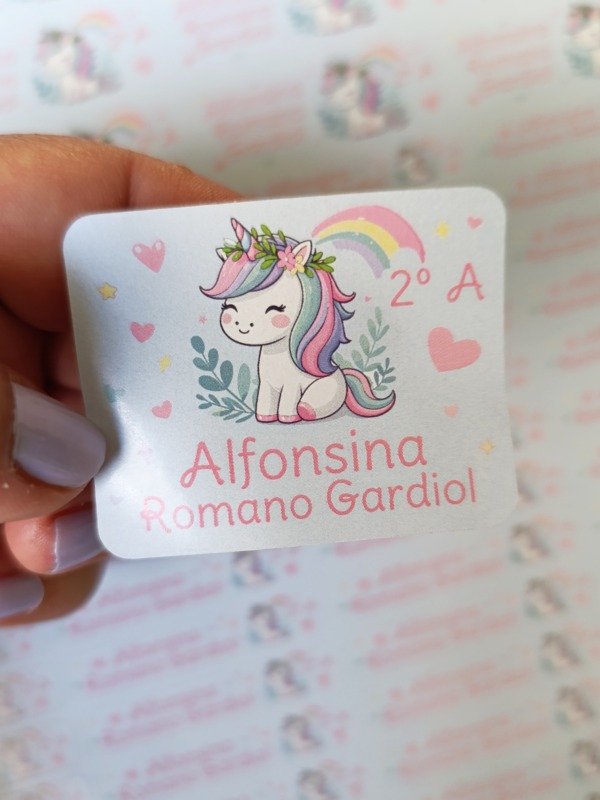 2º A
Alfonsina
Romano Gardiol